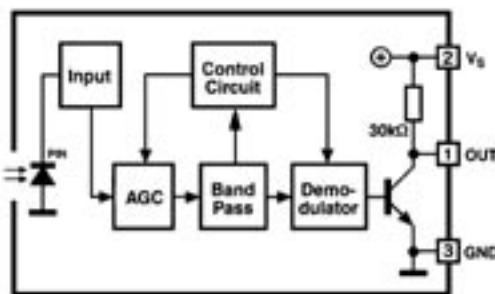 Input
Control
Circuit
PIN
AGC
Band
Pass
Demo-
dulator
30kΩ
2
VS
1
OUT
3
GND